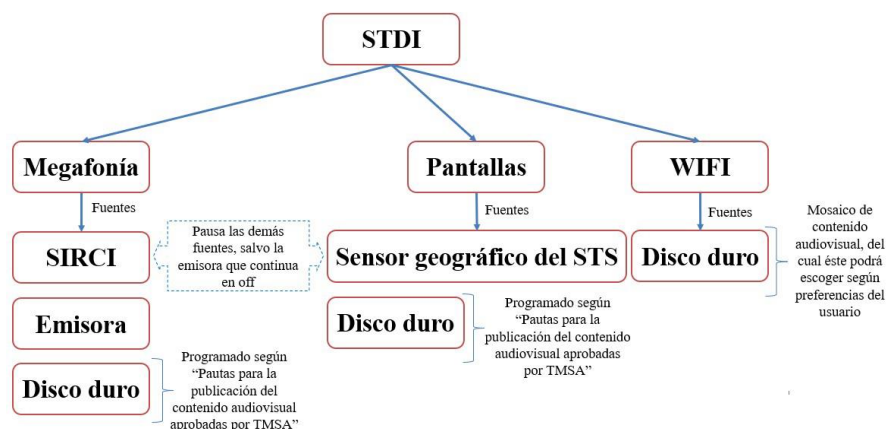 STDI
Megafonía
Pantallas
WIFI
Fuentes
Fuentes
Fuentes
SIRCI
Pausa las demás
fuentes, salvo la
emisora que continua
en off
Sensor geográfico del STS
Disco duro
Mosaico de
contenido
audiovisual, del
cual éste podrá
escoger según
preferencias del
usuario
Emisora
Disco duro
Programado según
“Pautas para la
publicación del contenido
audiovisual aprobadas
por TMSA”
Disco duro
Programado según
“Pautas para la
publicación del
contenido audiovisual
aprobadas por TMSA”